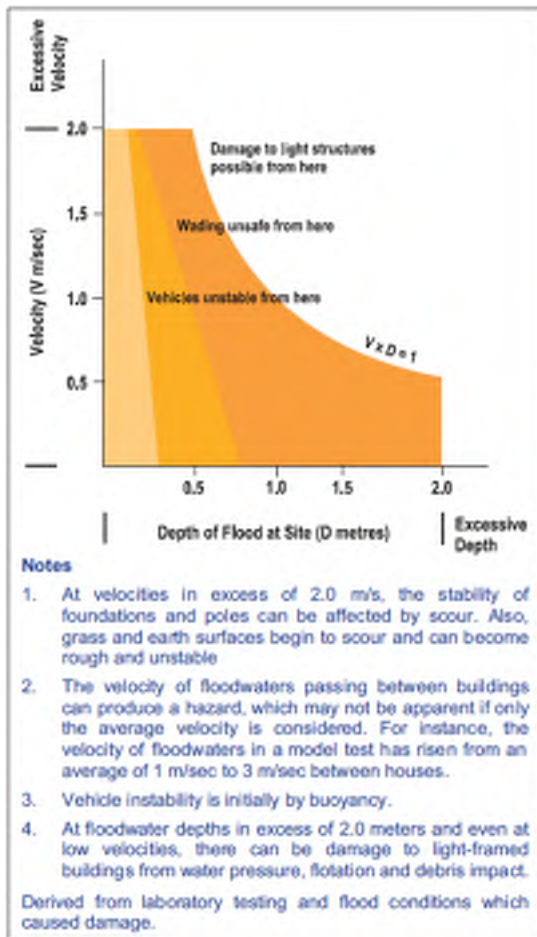 Excessive
Velocity
2.0
Damage to light structures
possible from here
1.5
Wading unsafe from here
Velocity (V m/sec)
1.0
Vehicles unstable from here
V x D = 1
0.5
0.5
1.0
1.5
2.0
Depth of Flood at Site (D metres)
Excessive
Depth
Notes
1. At velocities in excess of 2.0 m/s, the stability of
foundations and poles can be affected by scour. Also,
grass and earth surfaces begin to scour and can become
rough and unstable
2. The velocity of floodwaters passing between buildings
can produce a hazard, which may not be apparent if only
the average velocity is considered. For instance, the
velocity of floodwaters in a model test has risen from an
average of 1 m/sec to 3 m/sec between houses.
3. Vehicle instability is initially by buoyancy.
4. At floodwater depths in excess of 2.0 meters and even at
low velocities, there can be damage to light-framed
buildings from water pressure, flotation and debris impact.
Derived from laboratory testing and flood conditions which
caused damage.